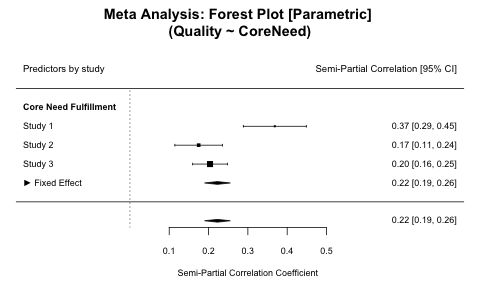 Meta Analysis: Forest Plot [Parametric]
(Quality ~ CoreNeed)
Predictors by study Semi-Partial Correlation [95% CI]
Core Need Fulfillment
Study 1 0.37 [0.29, 0.45]
Study 2 0.17 [0.11, 0.24]
Study 3 0.20 [0.16, 0.25]
► Fixed Effect 0.22 [0.19, 0.26]
0.22 [0.19, 0.26]
0.1 0.2 0.3 0.4 0.5
Semi-Partial Correlation Coefficient